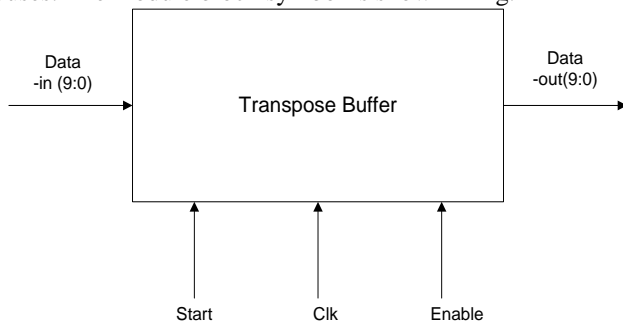 Data
-in (9:0)
Data
-out(9:0)
Transpose Buffer
Start
Clk
Enable